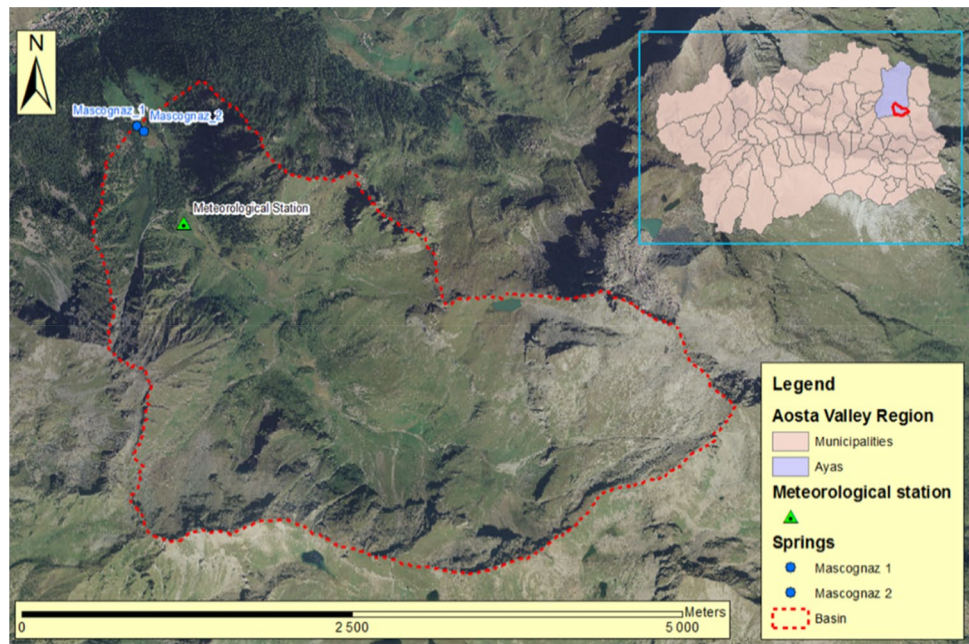 N
Mascognaz_1
Mascognaz_2
Meteorological Station
Legend
Aosta Valley Region
Municipalities
Ayas
Meteorological station
Springs
Mascognaz 1
Mascognaz 2
Basin
Meters
0 2 500 5 000